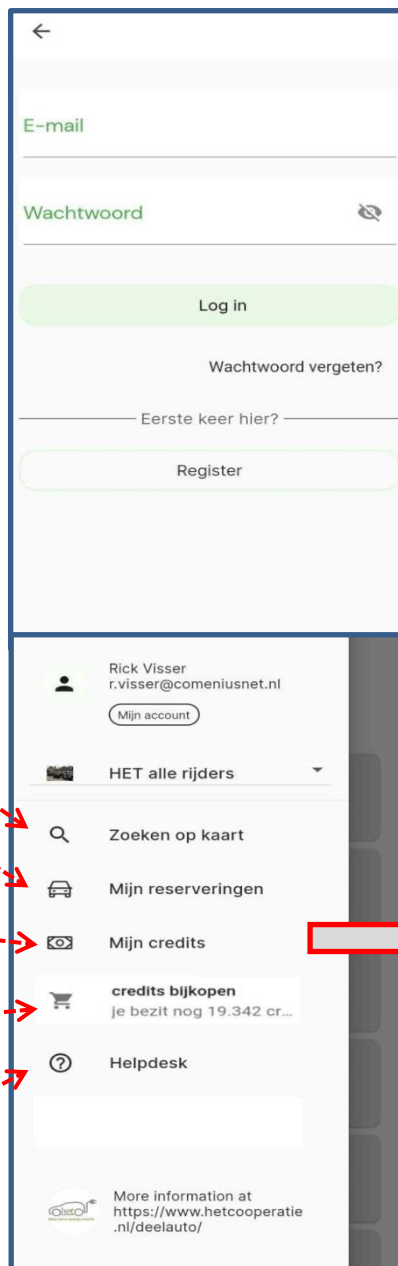 E-mail
Wachtwoord
Log in
Wachtwoord vergeten?
Eerste keer hier?
Register
Rick Visser
r.visser@comeniusnet.nl
Mijn account
HET alle rijders
Zoeken op kaart
Mijn reserveringen
Mijn credits
credits bijkopen
je bezit nog 19.342 cr...
Helpdesk
More information at
https://www.hetcooperatie
.nl/deelauto/